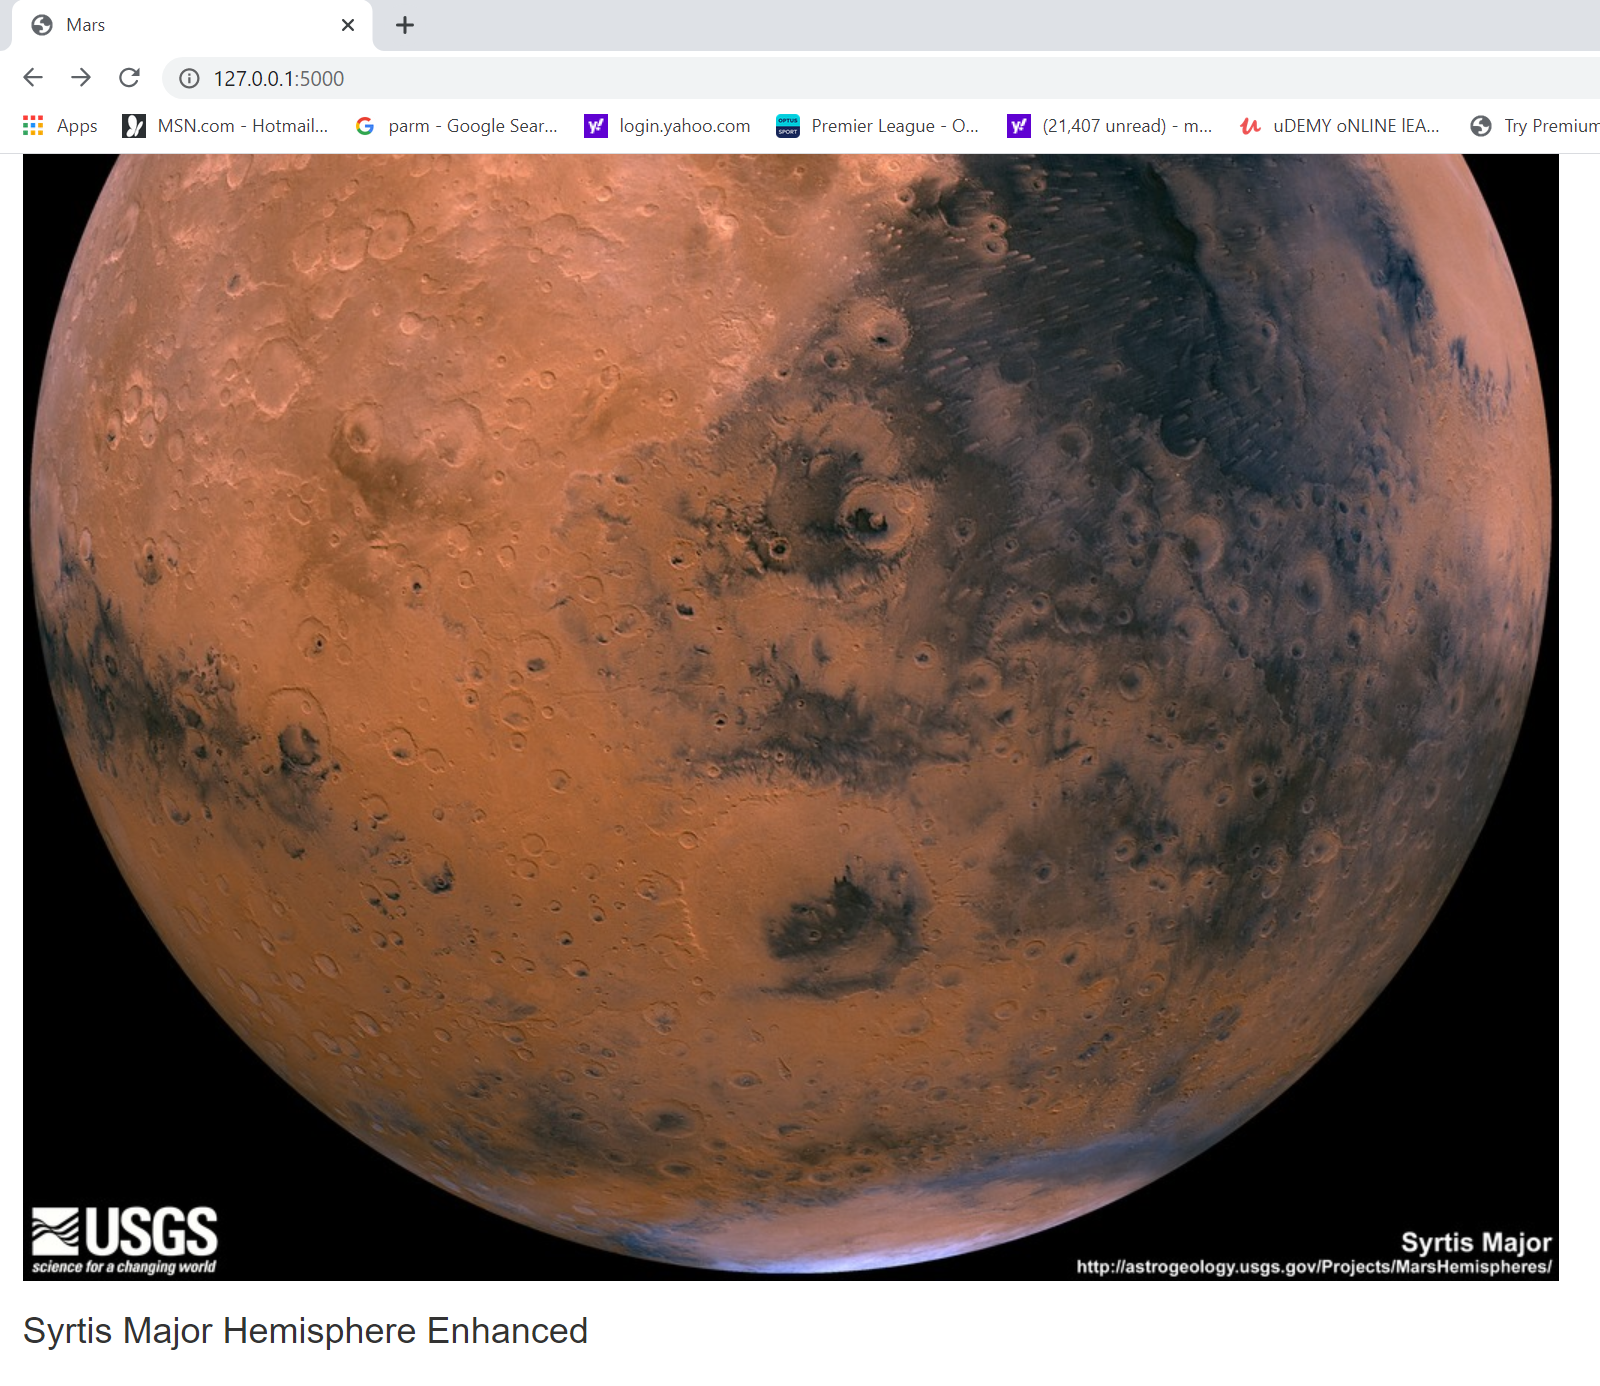 Mars
127.0.0.1:5000
Apps MSN.com - Hotmail... parm - Google Sear... login.yahoo.com OPTUS SPORT Premier League - O... y! (21,407 unread) - m... uDEMY oNLINE lEA... Try Premium
USGS
science for a changing world
Syrtis Major
http://astrogeology.usgs.gov/Projects/MarsHemispheres/
Syrtis Major Hemisphere Enhanced